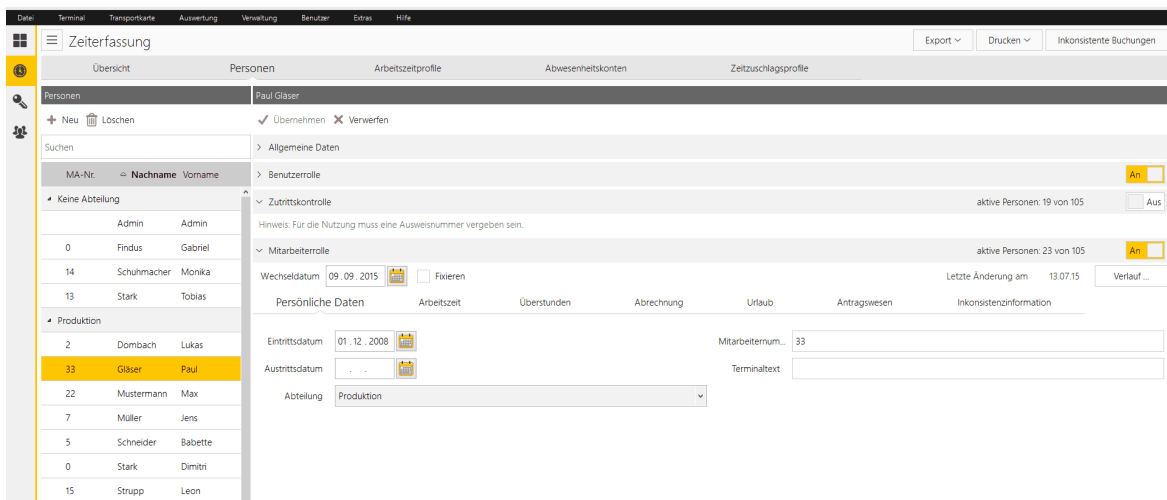 Datei Terminal Transportkarte Auswertung Verwaltung Benutzer Extras Hilfe
Zeiterfassung Export Drucken Inkonsistente Buchungen
Übersicht Personen Arbeitszeitprofile Abwesenheitskonten Zeitzuschlagsprofile
Personen
Neu Löschen
Suchen
MA-Nr. Nachname Vorname
Keine Abteilung
Admin Admin
0 Findus Gabriel
14 Schuhmacher Monika
13 Stark Tobias
Produktion
2 Dombach Lukas
33 Gläser Paul
22 Mustermann Max
7 Müller Jens
5 Schneider Babette
0 Stark Dimitri
15 Strupp Leon
Paul Gläser
Übernehmen Verwerfen
Allgemeine Daten
Benutzerrolle An
Zutrittskontrolle aktive Personen: 19 von 105 Aus
Hinweis: Für die Nutzung muss eine Ausweisnummer vergeben sein.
Mitarbeiterrolle aktive Personen: 23 von 105 An
Wechseldatum 09.09.2015 Fixieren Letzte Änderung am 13.07.15 Verlauf ...
Persönliche Daten Arbeitszeit Überstunden Abrechnung Urlaub Antragswesen Inkonsistenzinformation
Eintrittsdatum 01.12.2008 Mitarbeiternum... 33
Austrittsdatum . . Terminaltext
Abteilung Produktion